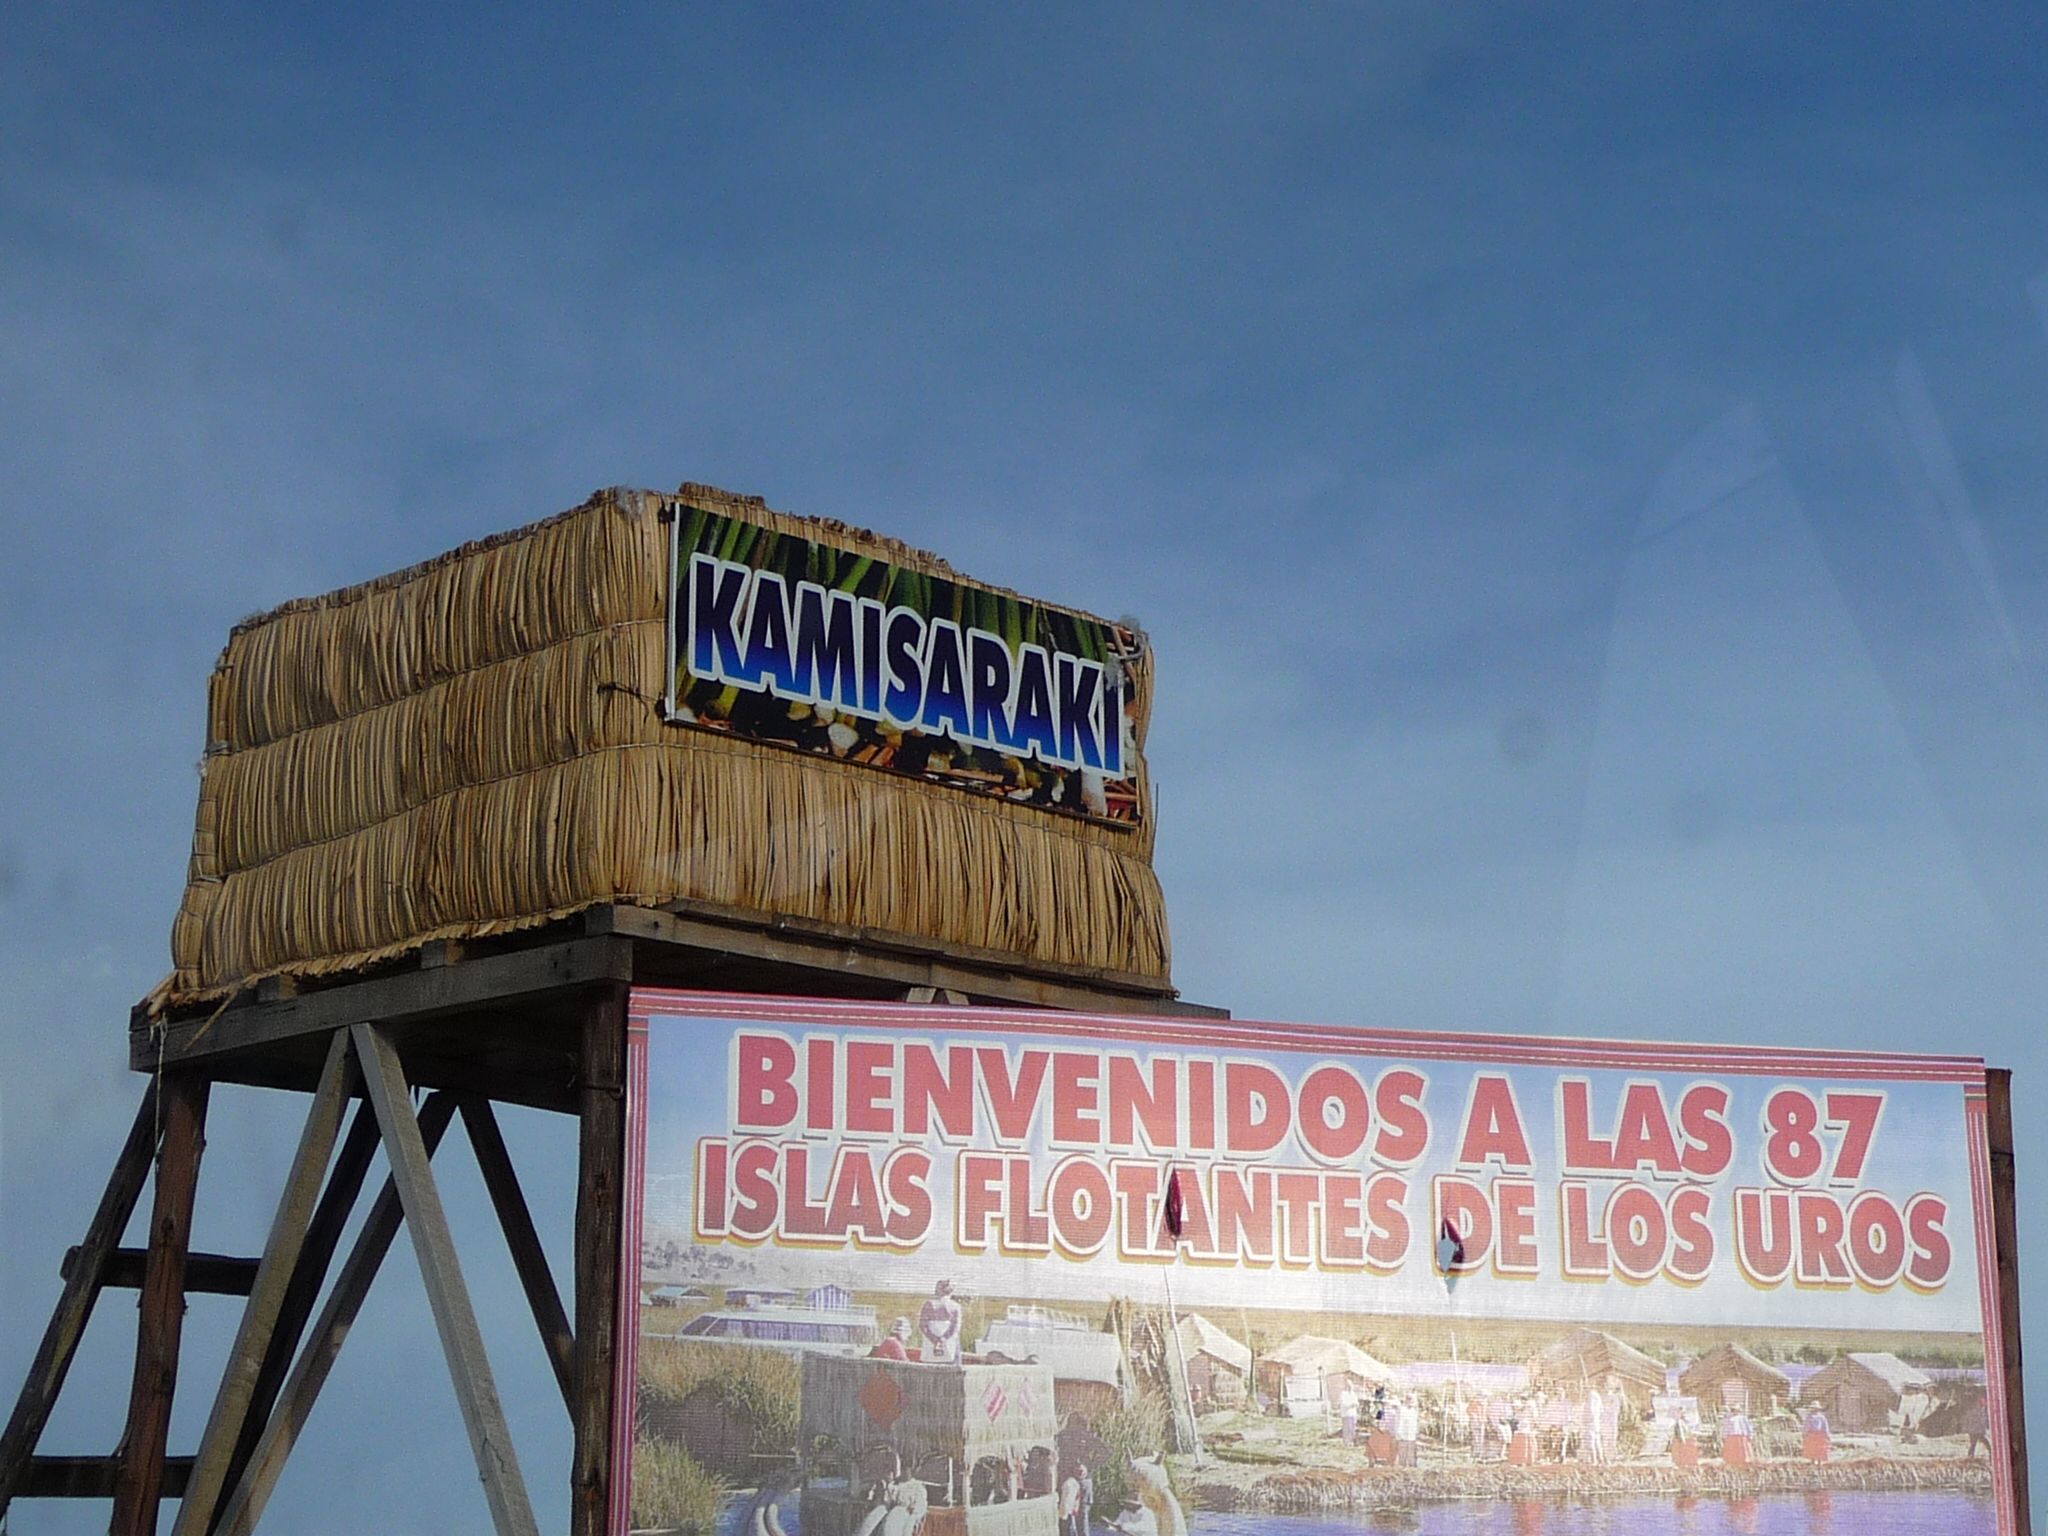 KAMISARAKI
BIENVENIDOS A LAS 87
ISLAS FLOTANTES DE LOS UROS